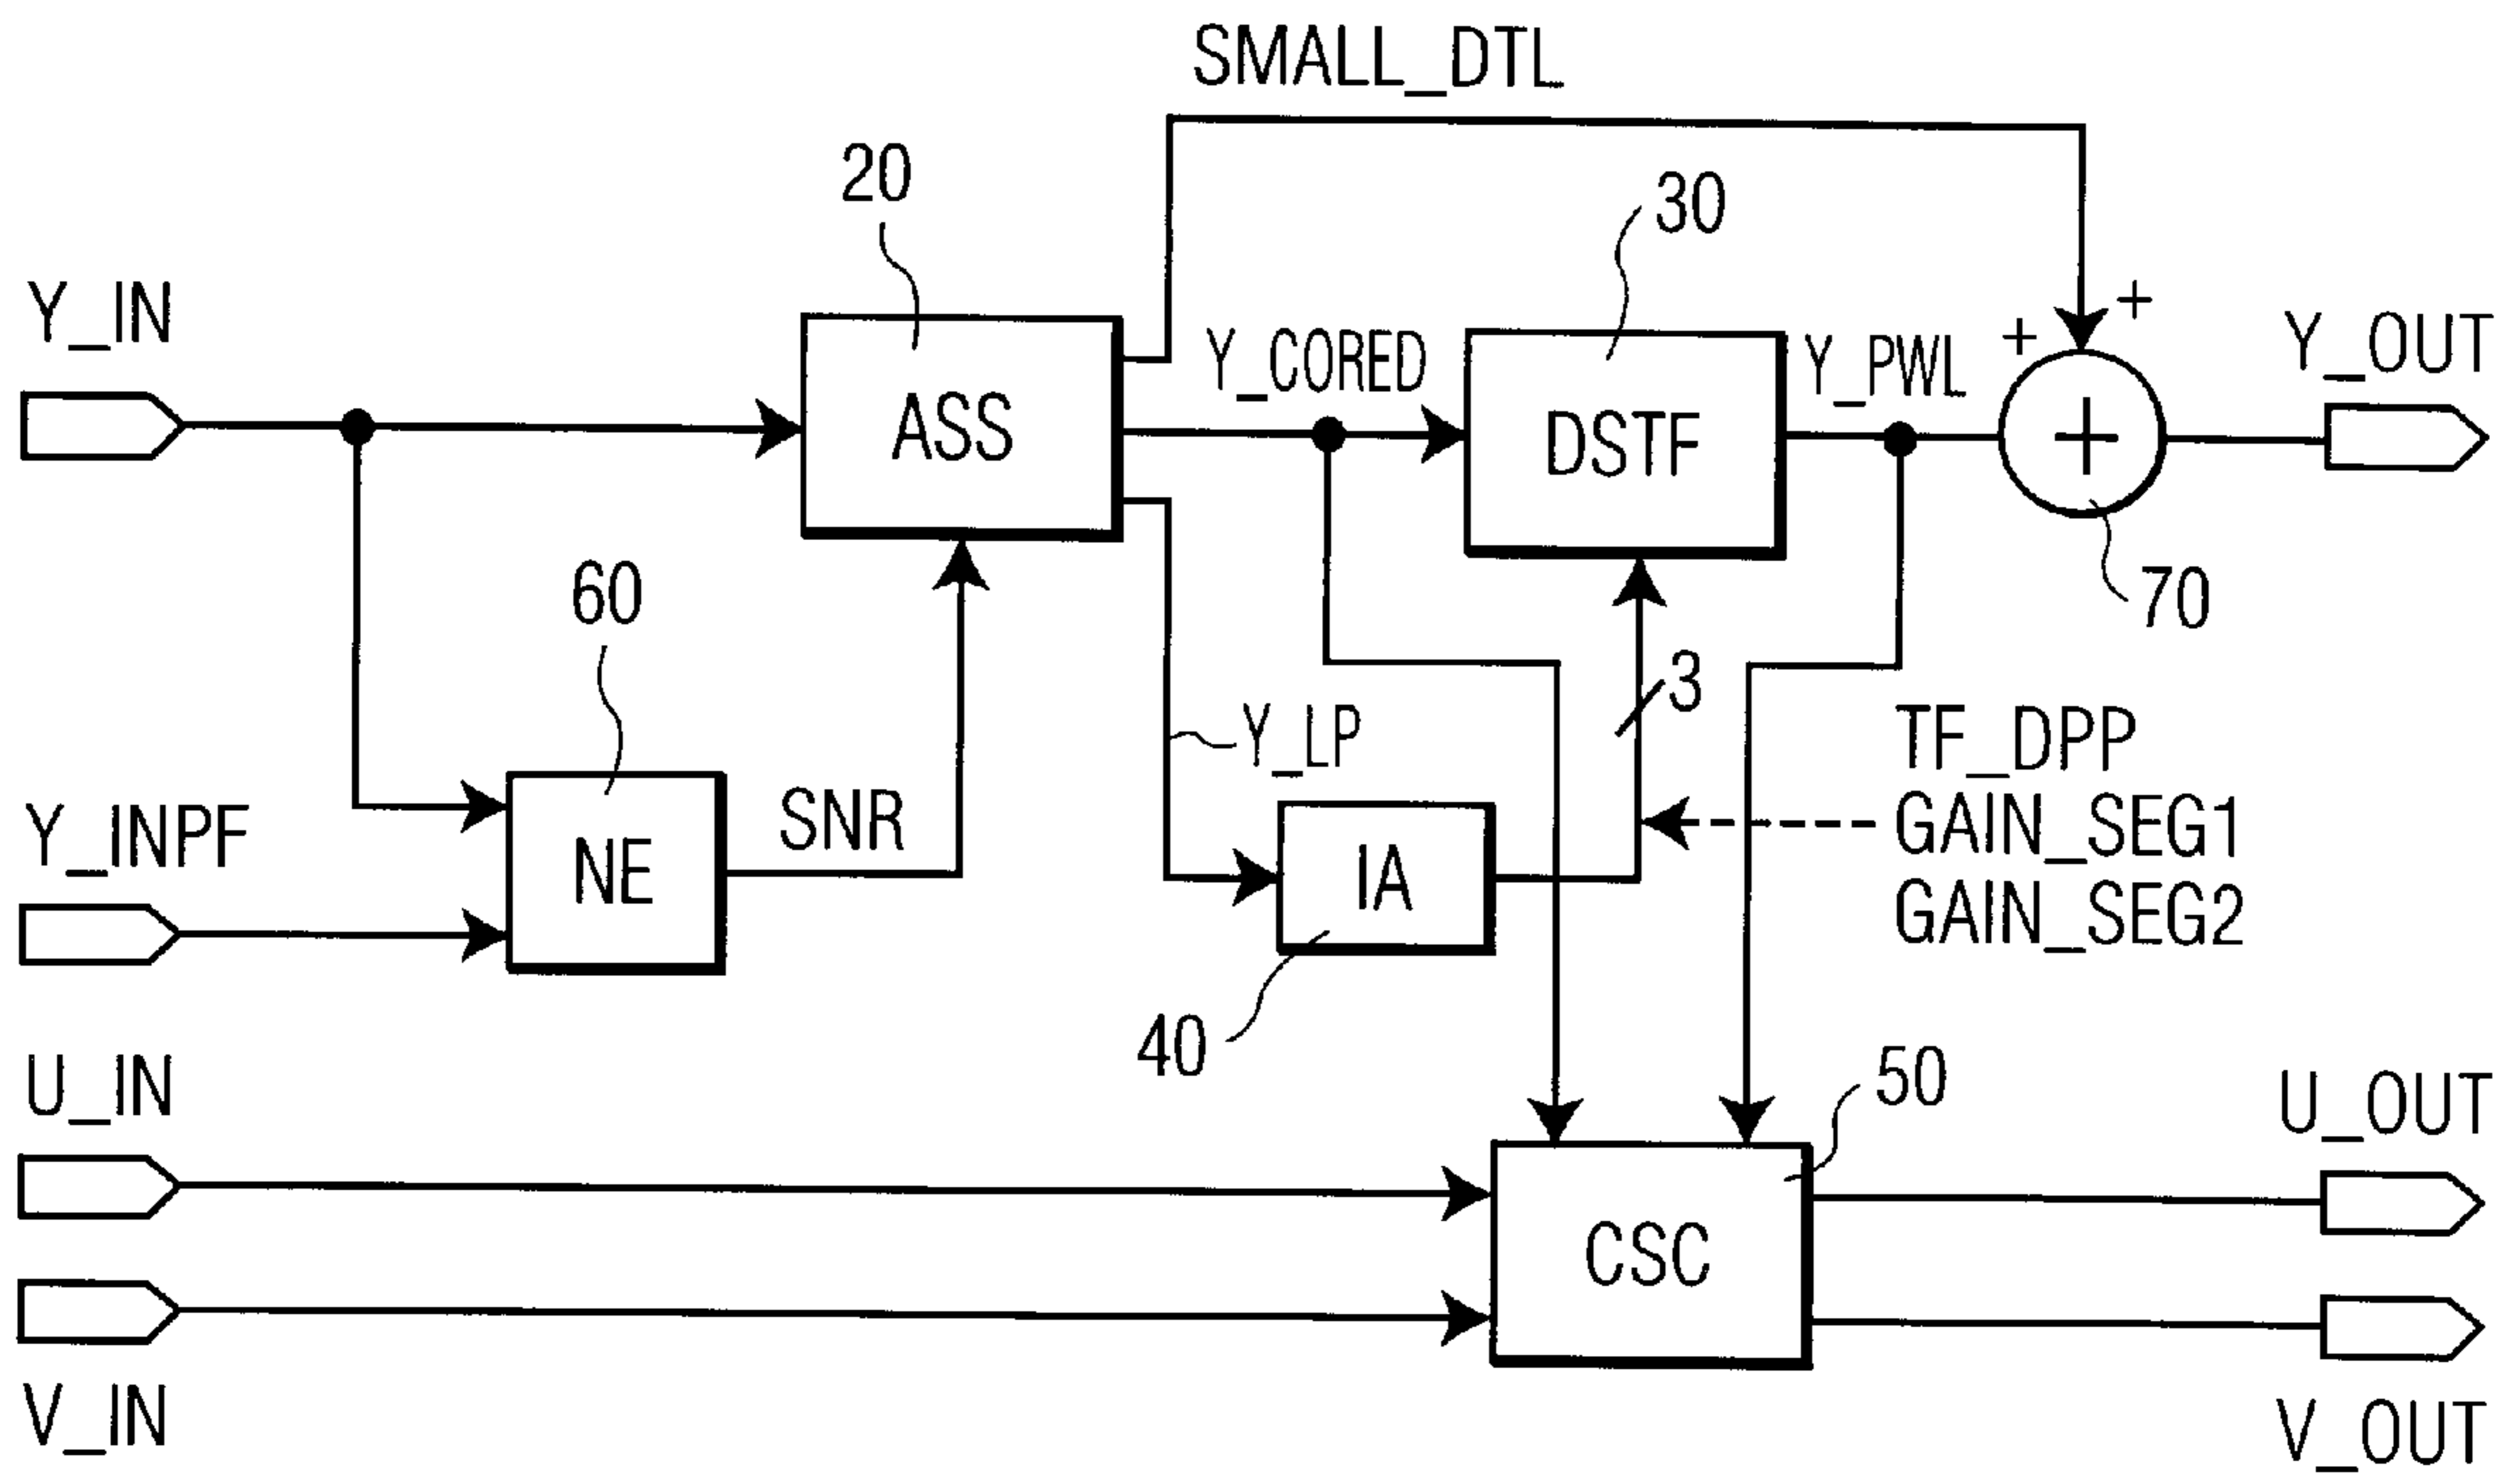 SMALL_DTL
20
30
Y_IN
Y_CORED
Y_PWL
+
+
Y_OUT
ASS
DSTF
+
60
70
3
Y_LP
TF_DPP
Y_INPF
SNR
GAIN_SEG1
NE
IA
GAIN_SEG2
40
50
U_IN
U_OUT
CSC
V_IN
V_OUT